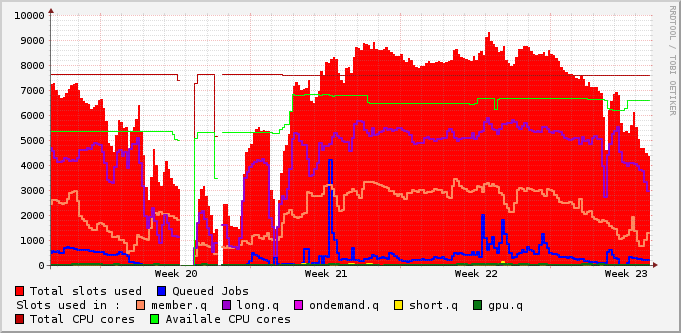 10000
9000
8000
7000
6000
5000
4000
3000
2000
1000
0
Week 20 Week 21 Week 22 Week 23
Total slots used Queued Jobs
Slots used in : member.q long.q ondemand.q short.q gpu.q
Total CPU cores Availale CPU cores
RRDTOOL / TOBI OETIKER